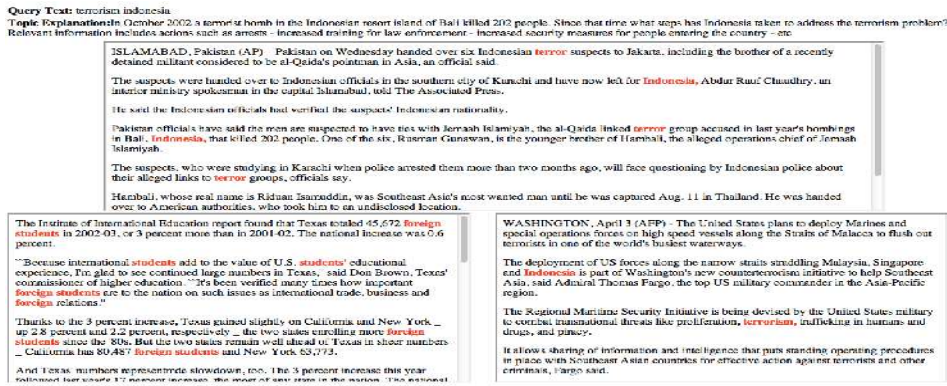 Query Text: terrorism indonesia
Topic Explanation:In October 2002 a terrorist bomb in the Indonesian resort island of Bali killed 202 people. Since that time what steps has Indonesia taken to address the terrorism problem?
Relevant information includes actions such as arrests - increased training for law enforcement - increased security measures for people entering the country - etc
ISLAMABAD, Pakistan (AP) _ Pakistan on Wednesday handed over six Indonesian terror suspects to Jakarta, including the brother of a recently
detained militant considered to be al-Qaida's pointman in Asia, an official said.
The suspects were handed over to Indonesian officials in the southern city of Karachi and have now left for Indonesia, Abdur Rauf Chaudhry, an
interior ministry spokesman in the capital Islamabad, told The Associated Press.
He said the Indonesian officials had verified the suspects' Indonesian nationality.
Pakistan officials have said the men are suspected to have ties with Jemaah Islamiyah, the al-Qaida linked terror group accused in last year's bombings
in Bali, Indonesia, that killed 202 people. One of the six, Rusman Gunawan, is the younger brother of Hambali, the alleged operations chief of Jemaah
Islamiyah.
The suspects, who were studying in Karachi when police arrested them more than two months ago, will face questioning by Indonesian police about
their alleged links to terror groups, officials say.
Hambali, whose real name is Riduan Isamuddin, was Southeast Asia's most wanted man until he was captured Aug. 11 in Thailand. He was handed
over to American authorities, who took him to an undisclosed location.
The Institute of International Education report found that Texas totaled 45,672 foreign
students in 2002-03, or 3 percent more than in 2001-02. The national increase was 0.6
percent.
``Because international students add to the value of U.S. students' educational
experience, I'm glad to see continued large numbers in Texas,'' said Don Brown, Texas'
commissioner of higher education. ``It's been verified many times how important
foreign students are to the nation on such issues as international trade, business and
foreign relations.''
Thanks to the 3 percent increase, Texas gained slightly on California and New York _
up 2.8 percent and 2.2 percent, respectively _ the two states enrolling more foreign
students since the '80s. But the two states remain well ahead of Texas in sheer numbers
_ California has 80,487 foreign students and New York 63,773.
And Texas' numbers represent a slowdown, too. The 3 percent increase this year
followed last year's 17 percent increase, the most of any state in the nation. The national
WASHINGTON, April 3 (AFP) - The United States plans to deploy Marines and
special operations forces on high speed vessels along the Straits of Malacca to flush out
terrorists in one of the world's busiest waterways.
The deployment of US forces along the narrow straits straddling Malaysia, Singapore
and Indonesia is part of Washington's new counterterrorism initiative to help Southeast
Asia, said Admiral Thomas Fargo, the top US military commander in the Asia-Pacific
region.
The Regional Maritime Security Initiative is being devised by the United States military
to combat transnational threats like proliferation, terrorism, trafficking in humans and
drugs, and piracy.
It allows sharing of information and intelligence that puts standing operating procedures
in place with Southeast Asian countries for effective action against terrorists and other
criminals, Fargo said.